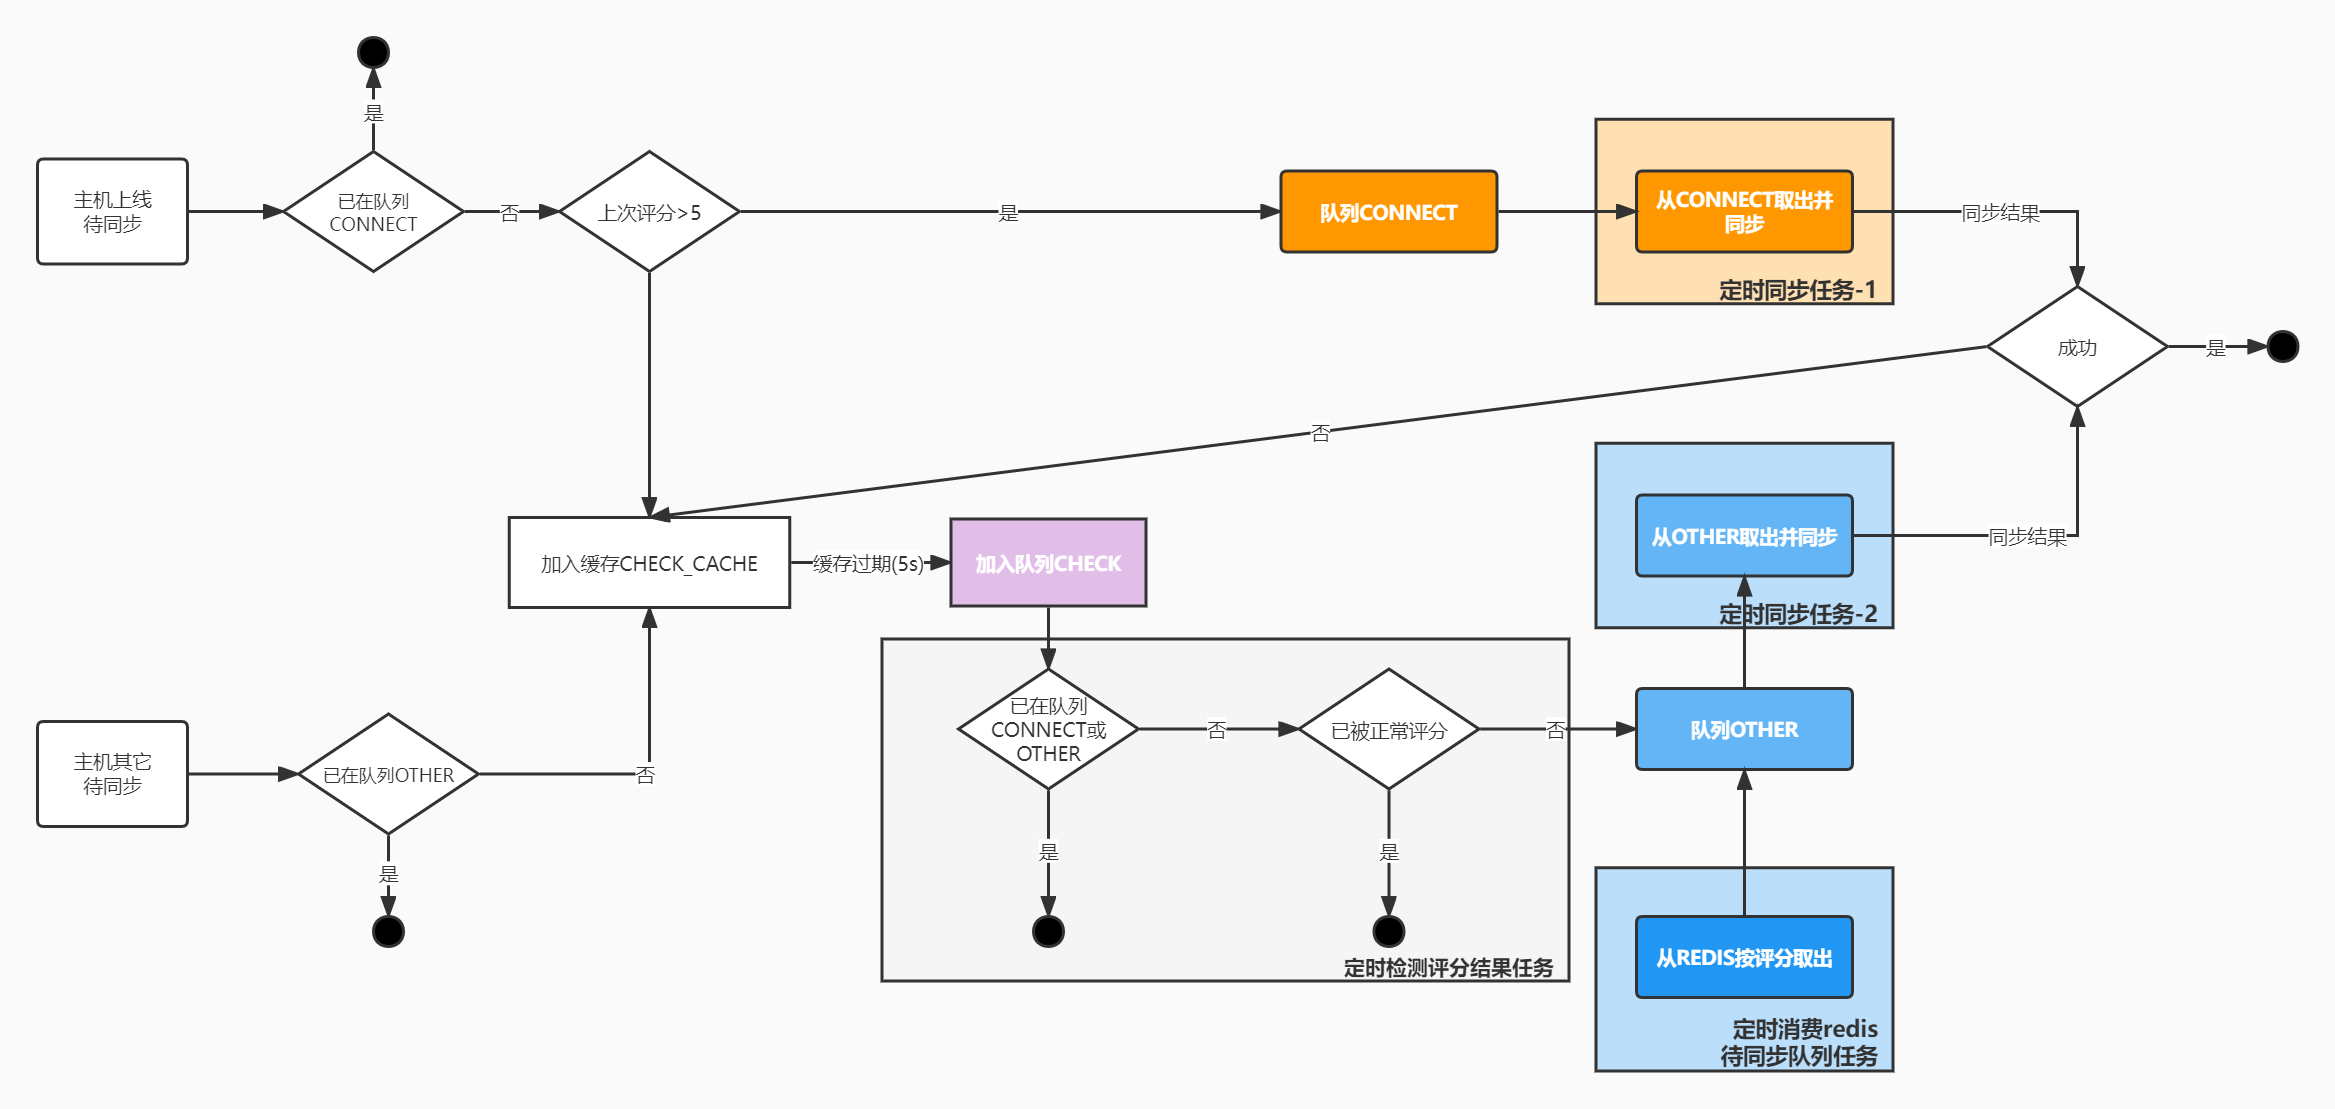 是
主机上线
待同步
已在队列
CONNECT
否
上次评分>5
是
队列CONNECT
从CONNECT取出并
同步
定时同步任务-1
同步结果
成功
是
否
加入缓存CHECK_CACHE
缓存过期(5s)
加入队列CHECK
从OTHER取出并同步
定时同步任务-2
同步结果
主机其它
待同步
已在队列OTHER
否
是
已在队列
CONNECT或
OTHER
否
已被正常评分
否
队列OTHER
是
是
定时检测评分结果任务
从REDIS按评分取出
定时消费redis
待同步队列任务